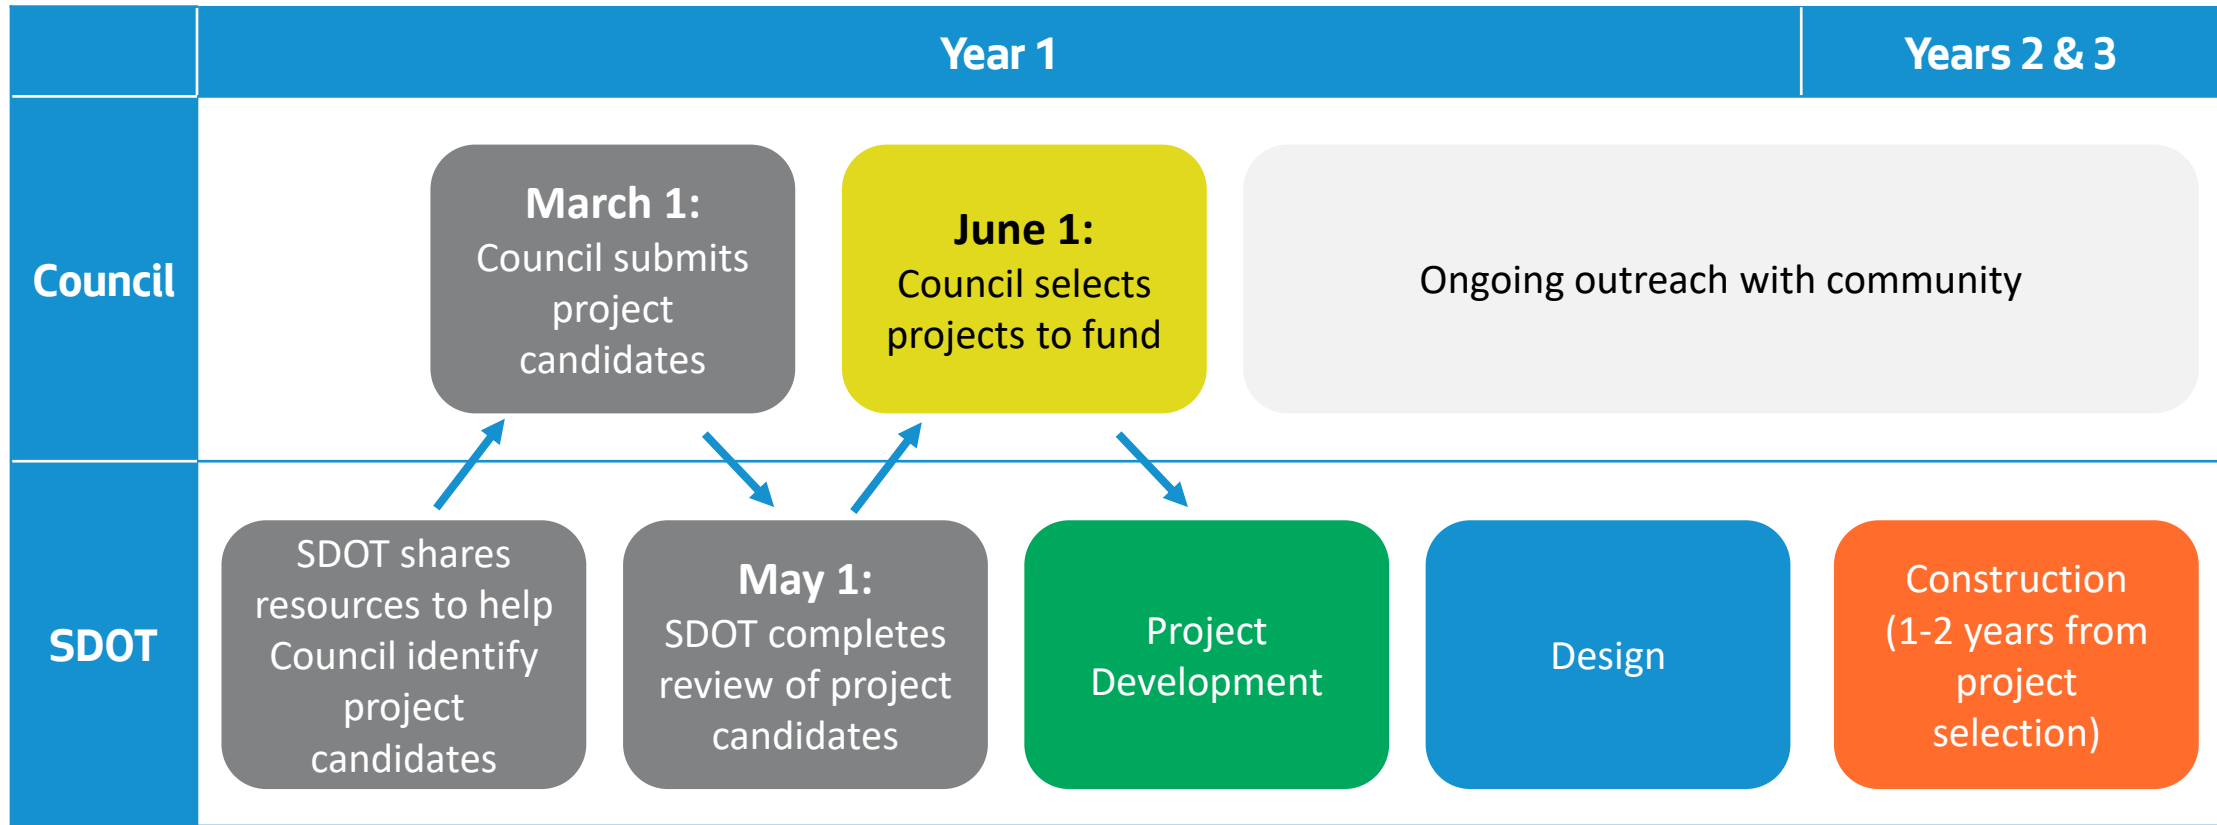 Year 1
Years 2 & 3
Council
March 1:
Council submits
project
candidates
June 1:
Council selects
projects to fund
Ongoing outreach with community
SDOT
SDOT shares
resources to help
Council identify
project
candidates
May 1:
SDOT completes
review of project
candidates
Project
Development
Design
Construction
(1-2 years from
project
selection)